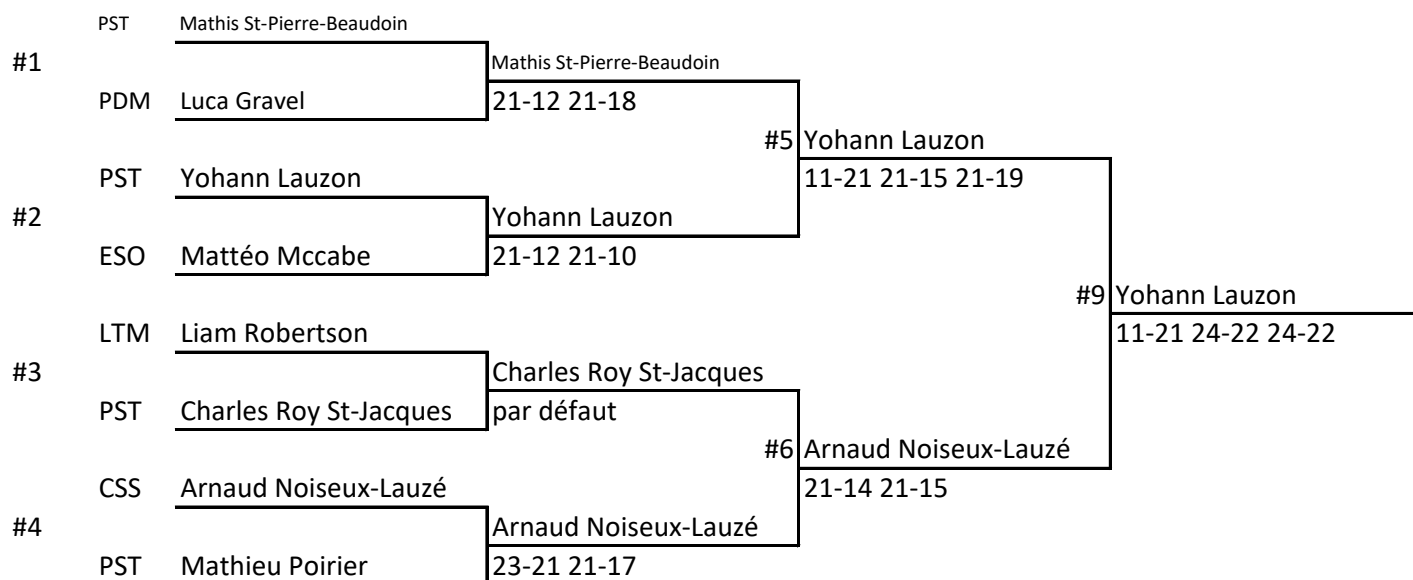 PST Mathis St-Pierre-Beaudoin
#1 Mathis St-Pierre-Beaudoin
PDM Luca Gravel 21-12 21-18
#5 Yohann Lauzon
PST Yohann Lauzon 11-21 21-15 21-19
#2 Yohann Lauzon
ESO Mattéo Mccabe 21-12 21-10
#9 Yohann Lauzon
LTM Liam Robertson 11-21 24-22 24-22
#3 Charles Roy St-Jacques
PST Charles Roy St-Jacques par défaut
#6 Arnaud Noiseux-Lauzé
CSS Arnaud Noiseux-Lauzé 21-14 21-15
#4 Arnaud Noiseux-Lauzé
PST Mathieu Poirier 23-21 21-17